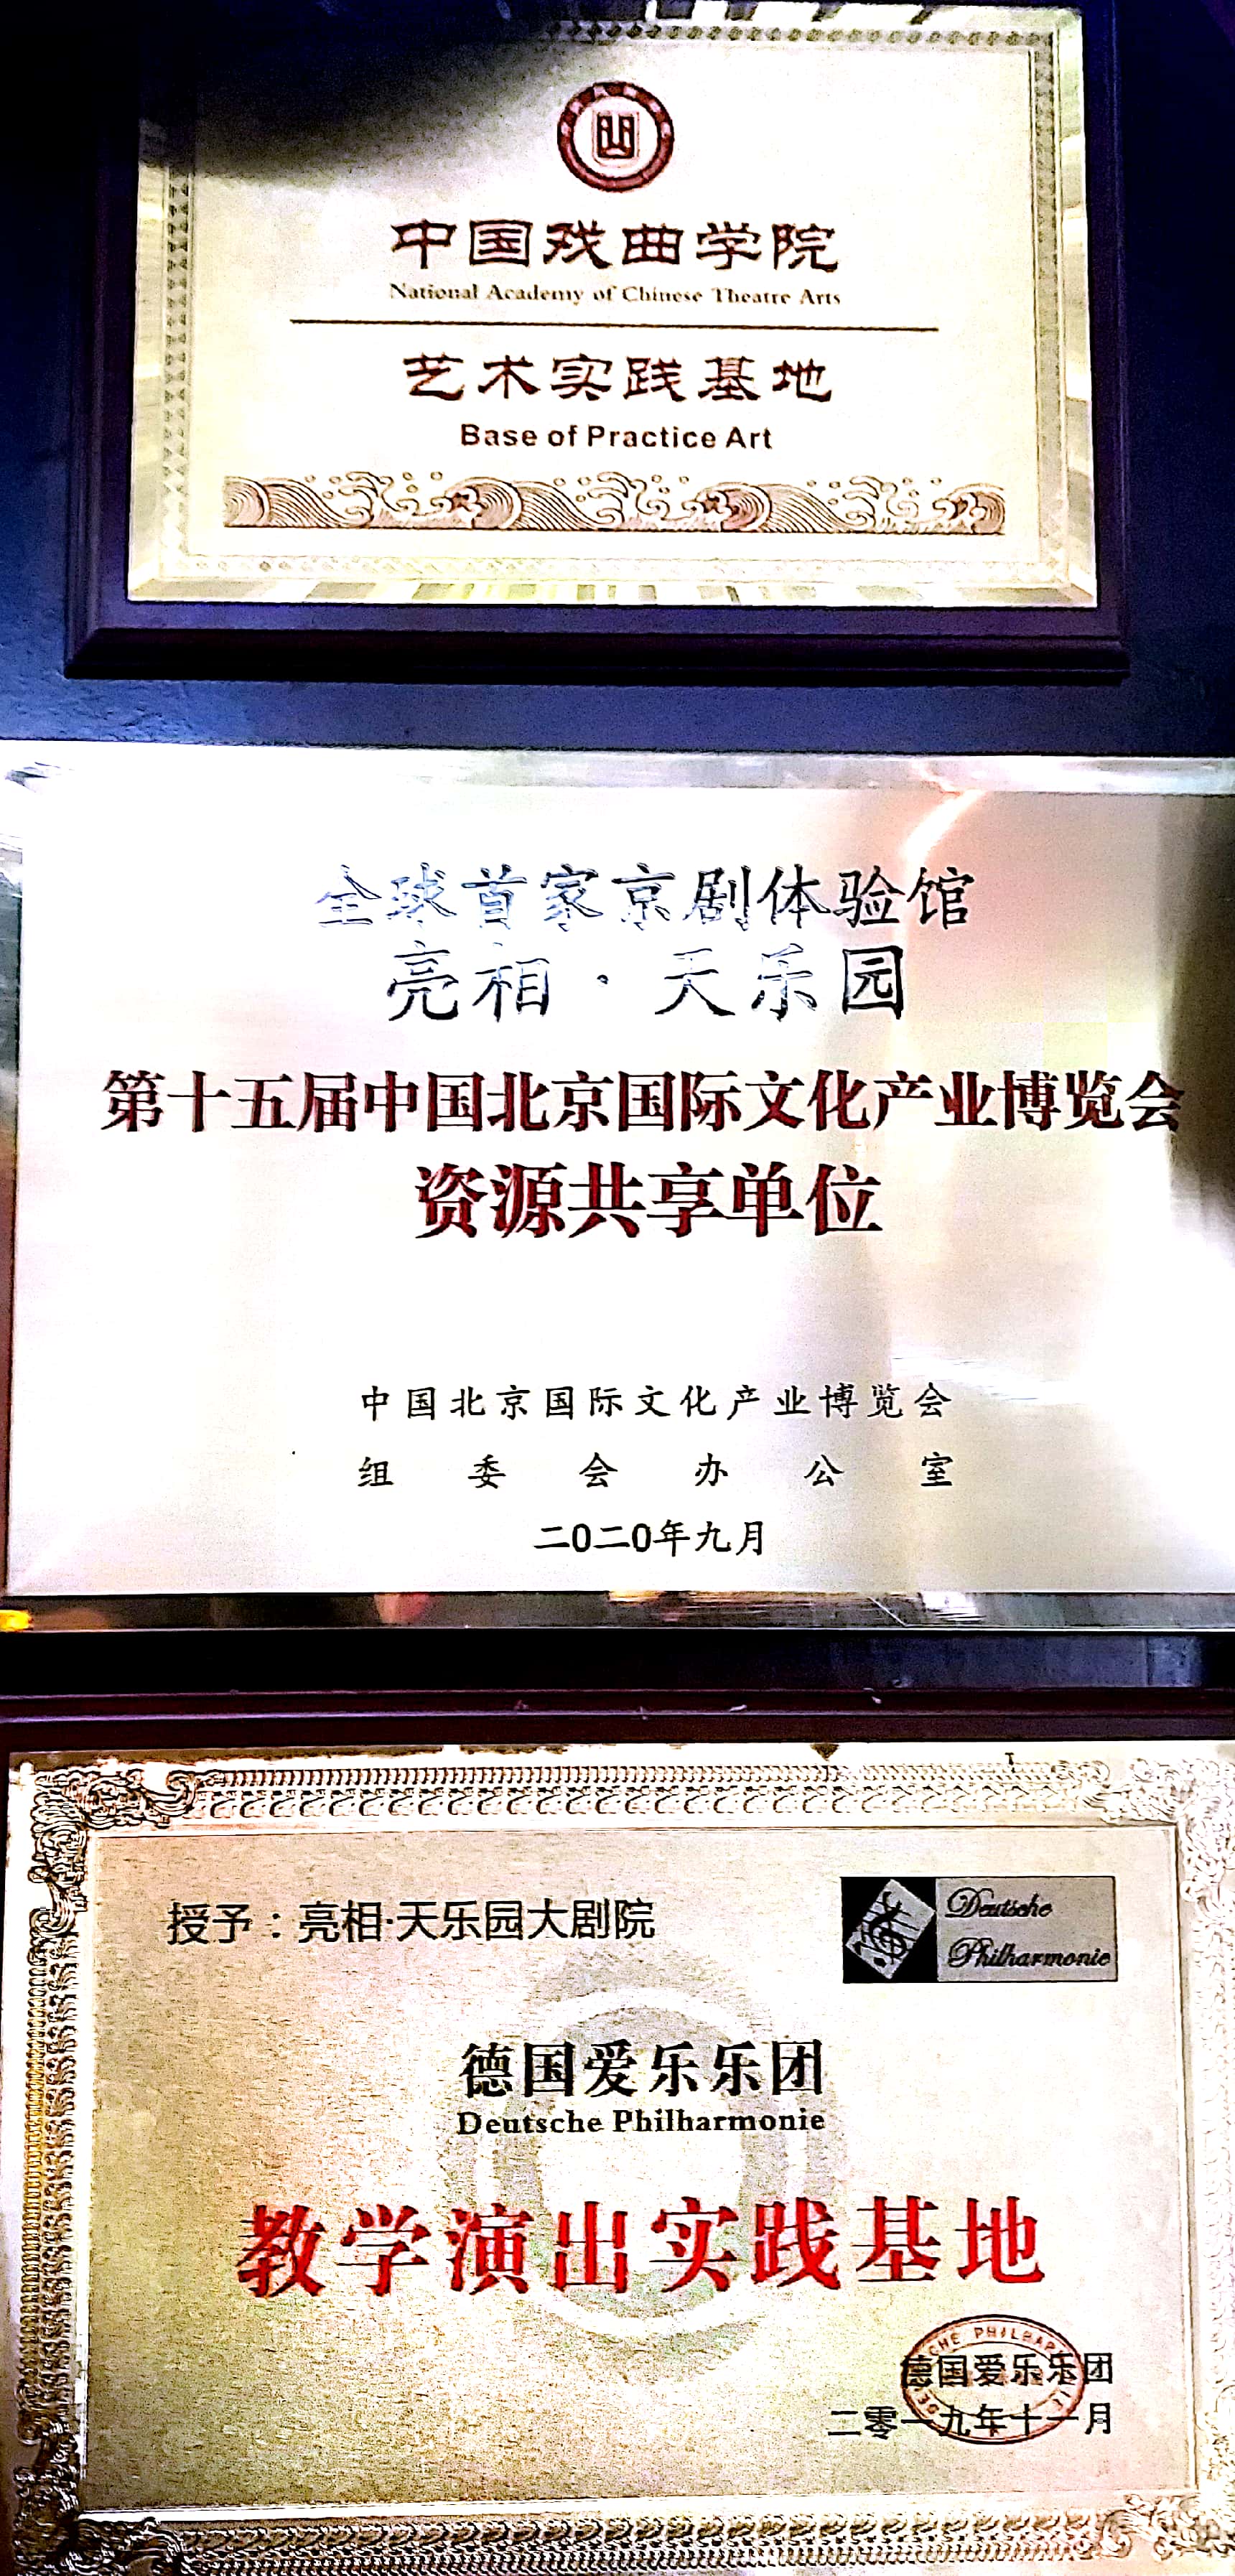 中国戏曲学院
National Academy of Chinese Theatre Arts
艺术实践基地
Base of Practice Art
全球首家京剧体验馆
亮相·天乐园
第十五届中国北京国际文化产业博览会
资源共享单位
中国北京国际文化产业博览会
组委会办公室
二0二0年九月
授予：亮相·天乐园大剧院
Deutsche
Philharmonie
德国爱乐乐团
Deutsche Philharmonie
教学演出实践基地
德国爱乐乐团
二零一九年十一月